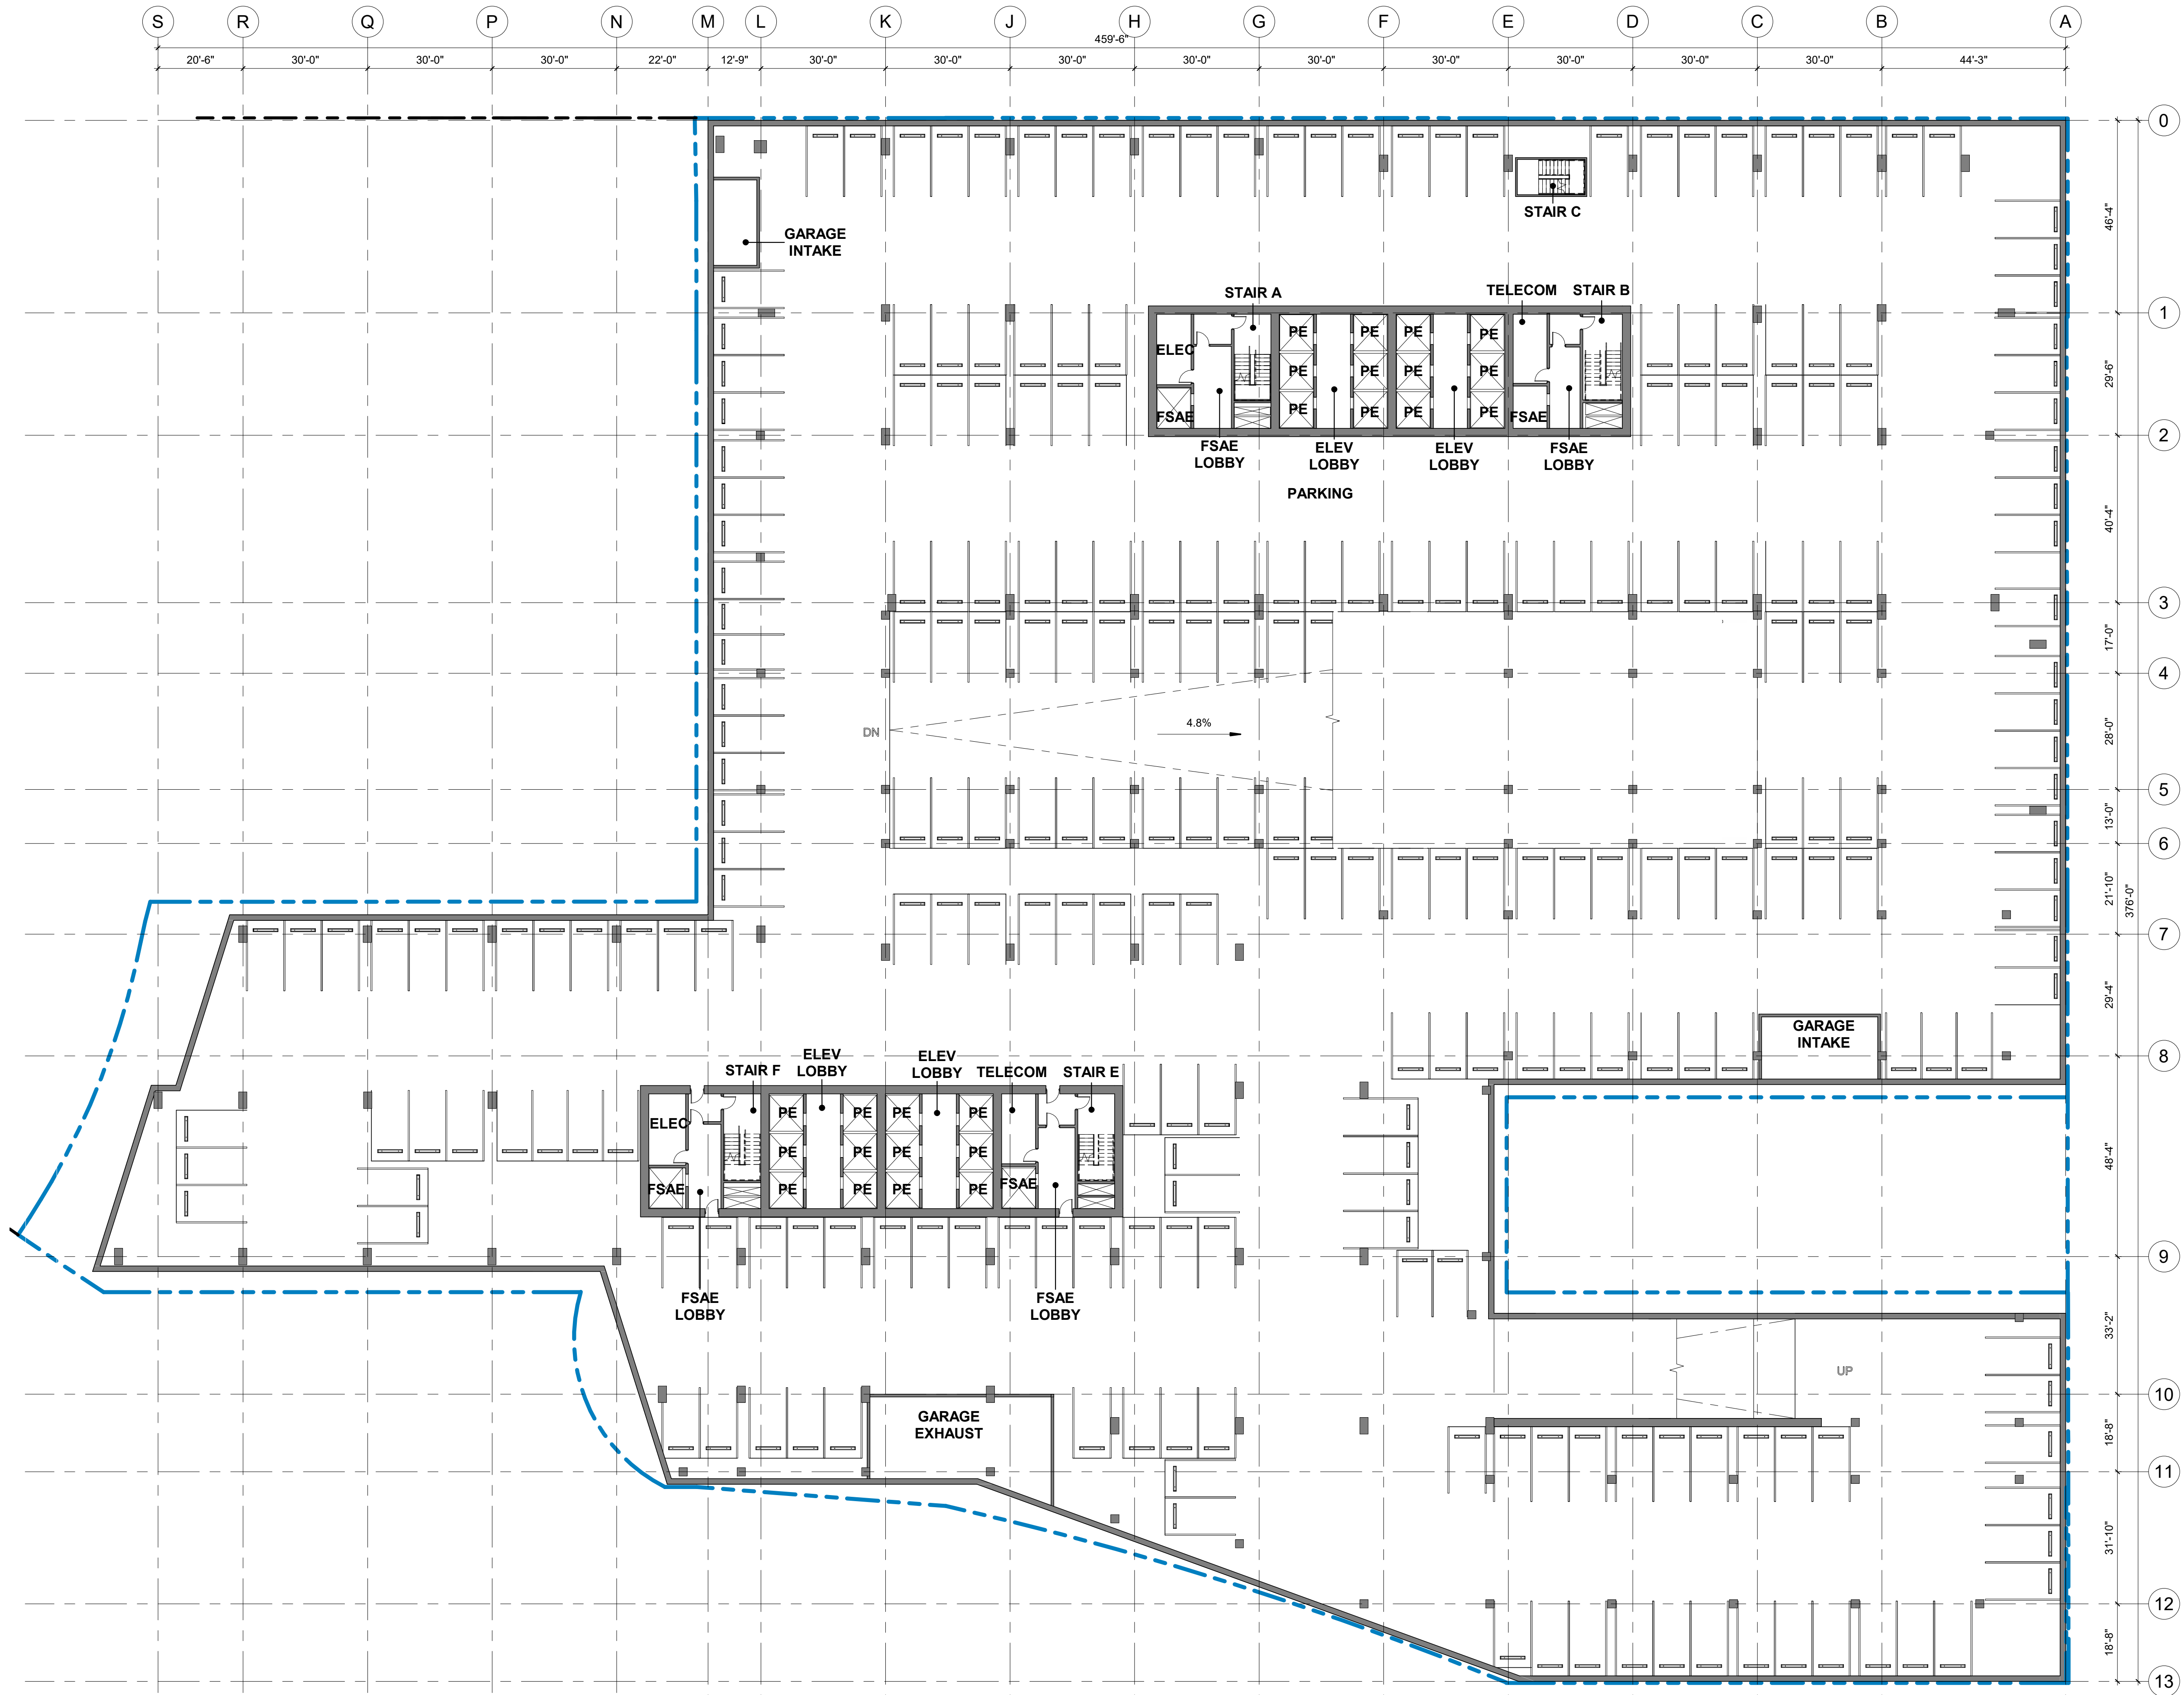 S R Q P N M L K J H G F E D C B A
459'-6"
20'-6" 30'-0" 30'-0" 30'-0" 22'-0" 12'-9" 30'-0" 30'-0" 30'-0" 30'-0" 30'-0" 30'-0" 30'-0" 30'-0" 30'-0" 44'-3"
0
46'-4"
STAIR C
GARAGE
INTAKE
STAIR A
TELECOM
STAIR B
1
PE PE PE PE
ELEC
29'-6"
PE PE PE PE
FSAE
PE PE PE PE
FSAE
2
FSAE
LOBBY
ELEV
LOBBY
ELEV
LOBBY
FSAE
LOBBY
PARKING
40'-4"
3
17'-0"
4
DN
4.8%
28'-0"
5
13'-0"
6
21'-10"
376'-0"
7
29'-4"
GARAGE
INTAKE
8
STAIR F
ELEV
LOBBY
ELEV
LOBBY
TELECOM
STAIR E
ELEC
PE PE PE PE
PE PE PE PE
48'-4"
FSAE
PE PE PE PE
FSAE
9
FSAE
LOBBY
FSAE
LOBBY
33'-2"
UP
10
GARAGE
EXHAUST
18'-8"
11
31'-10"
12
18'-8"
13